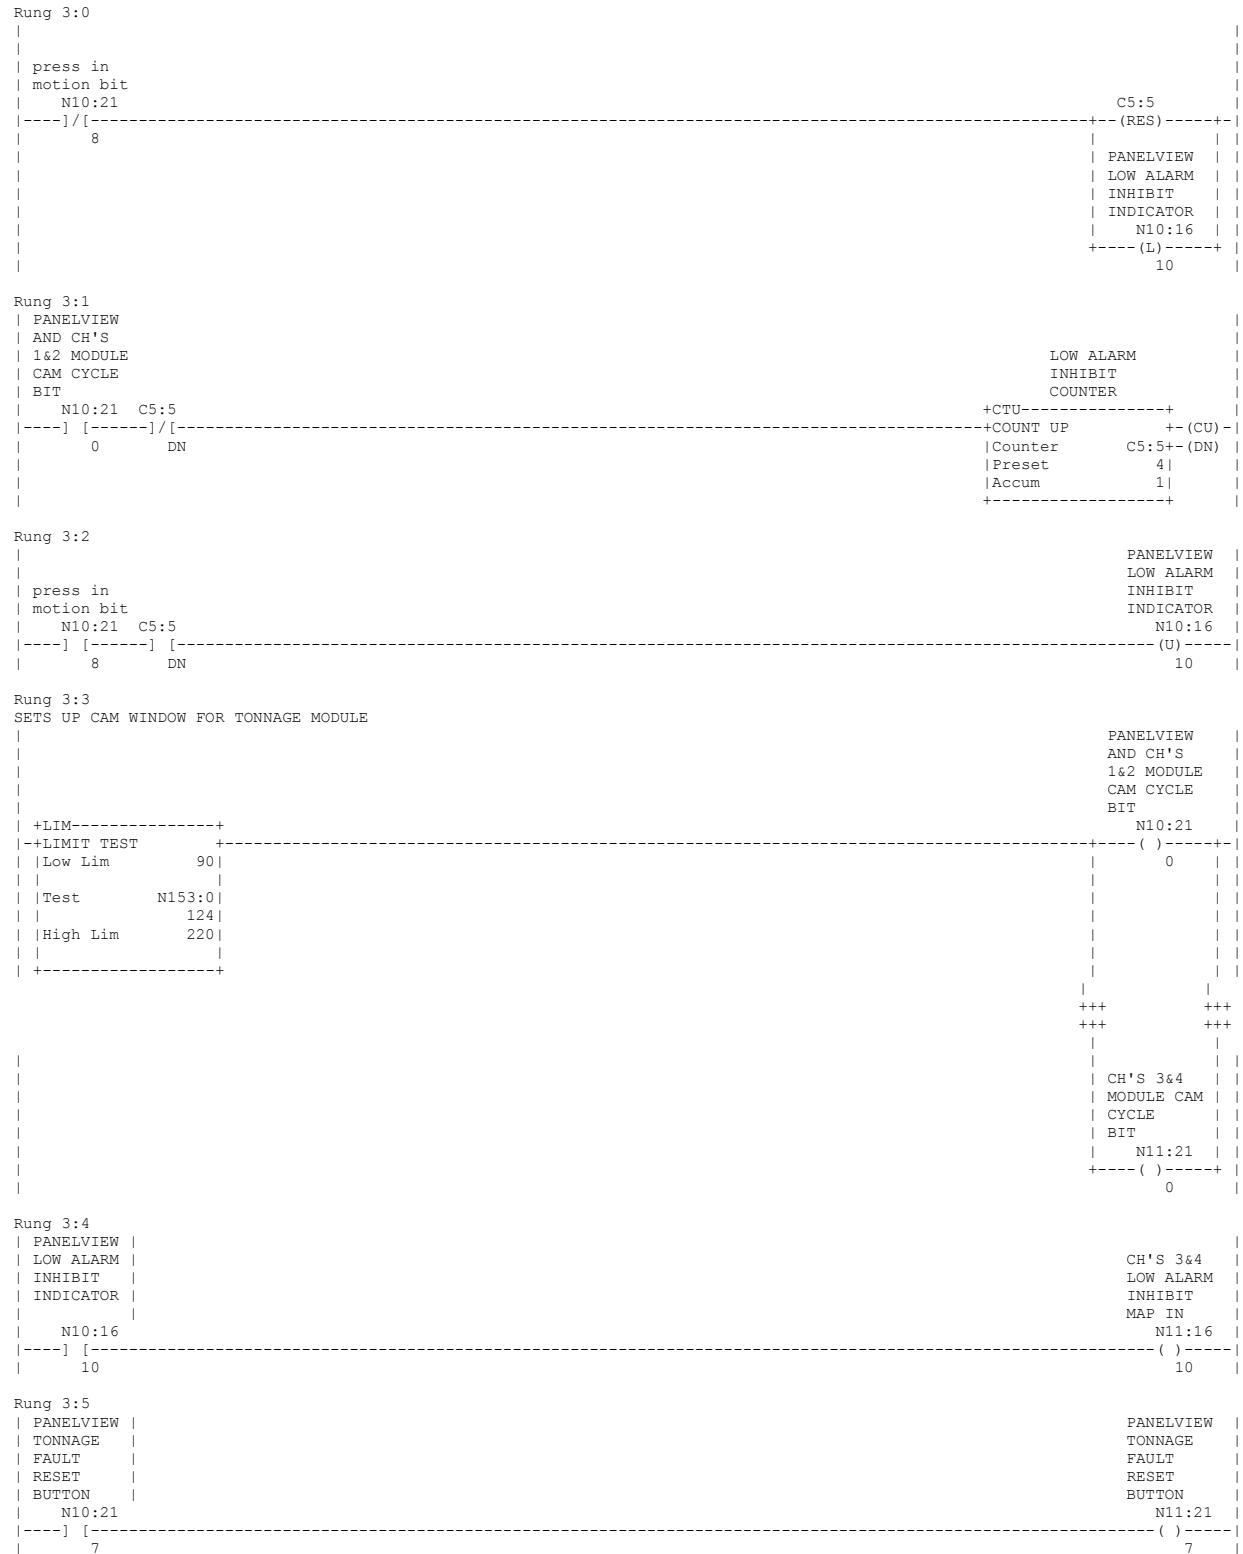 Rung 3:0
press in
motion bit
N10:21 C5:5
----]/[----+--(RES)-----+-
8
PANELVIEW
LOW ALARM
INHIBIT
INDICATOR
N10:16
+----(L)-----+
10
Rung 3:1
PANELVIEW
AND CH'S
1&2 MODULE LOW ALARM
CAM CYCLE INHIBIT
BIT COUNTER
N10:21 C5:5 +CTU---------------+
----] [------]/[----+COUNT UP +-(CU)-
0 DN |Counter C5:5+-(DN)
|Preset 4|
|Accum 1|
+------------------+
Rung 3:2
PANELVIEW
LOW ALARM
press in INHIBIT
motion bit INDICATOR
N10:21 C5:5 N10:16
----] [------] [----(U)-----
8 DN 10
Rung 3:3
SETS UP CAM WINDOW FOR TONNAGE MODULE
PANELVIEW
AND CH'S
1&2 MODULE
CAM CYCLE
BIT
+LIM---------------+ N10:21
-+LIMIT TEST +----+----( )-----+-
|Low Lim 90| 0
|Test N153:0|
| 124|
|High Lim 220|
+------------------+
+++ +++
+++ +++
CH'S 3&4
MODULE CAM
CYCLE
BIT
N11:21
+----( )-----+
0
Rung 3:4
PANELVIEW
LOW ALARM CH'S 3&4
INHIBIT LOW ALARM
INDICATOR INHIBIT
MAP IN
N10:16 N11:16
----] [----( )-----
10 10
Rung 3:5
PANELVIEW PANELVIEW
TONNAGE TONNAGE
FAULT FAULT
RESET RESET
BUTTON BUTTON
N10:21 N11:21
----] [----( )-----
7 7